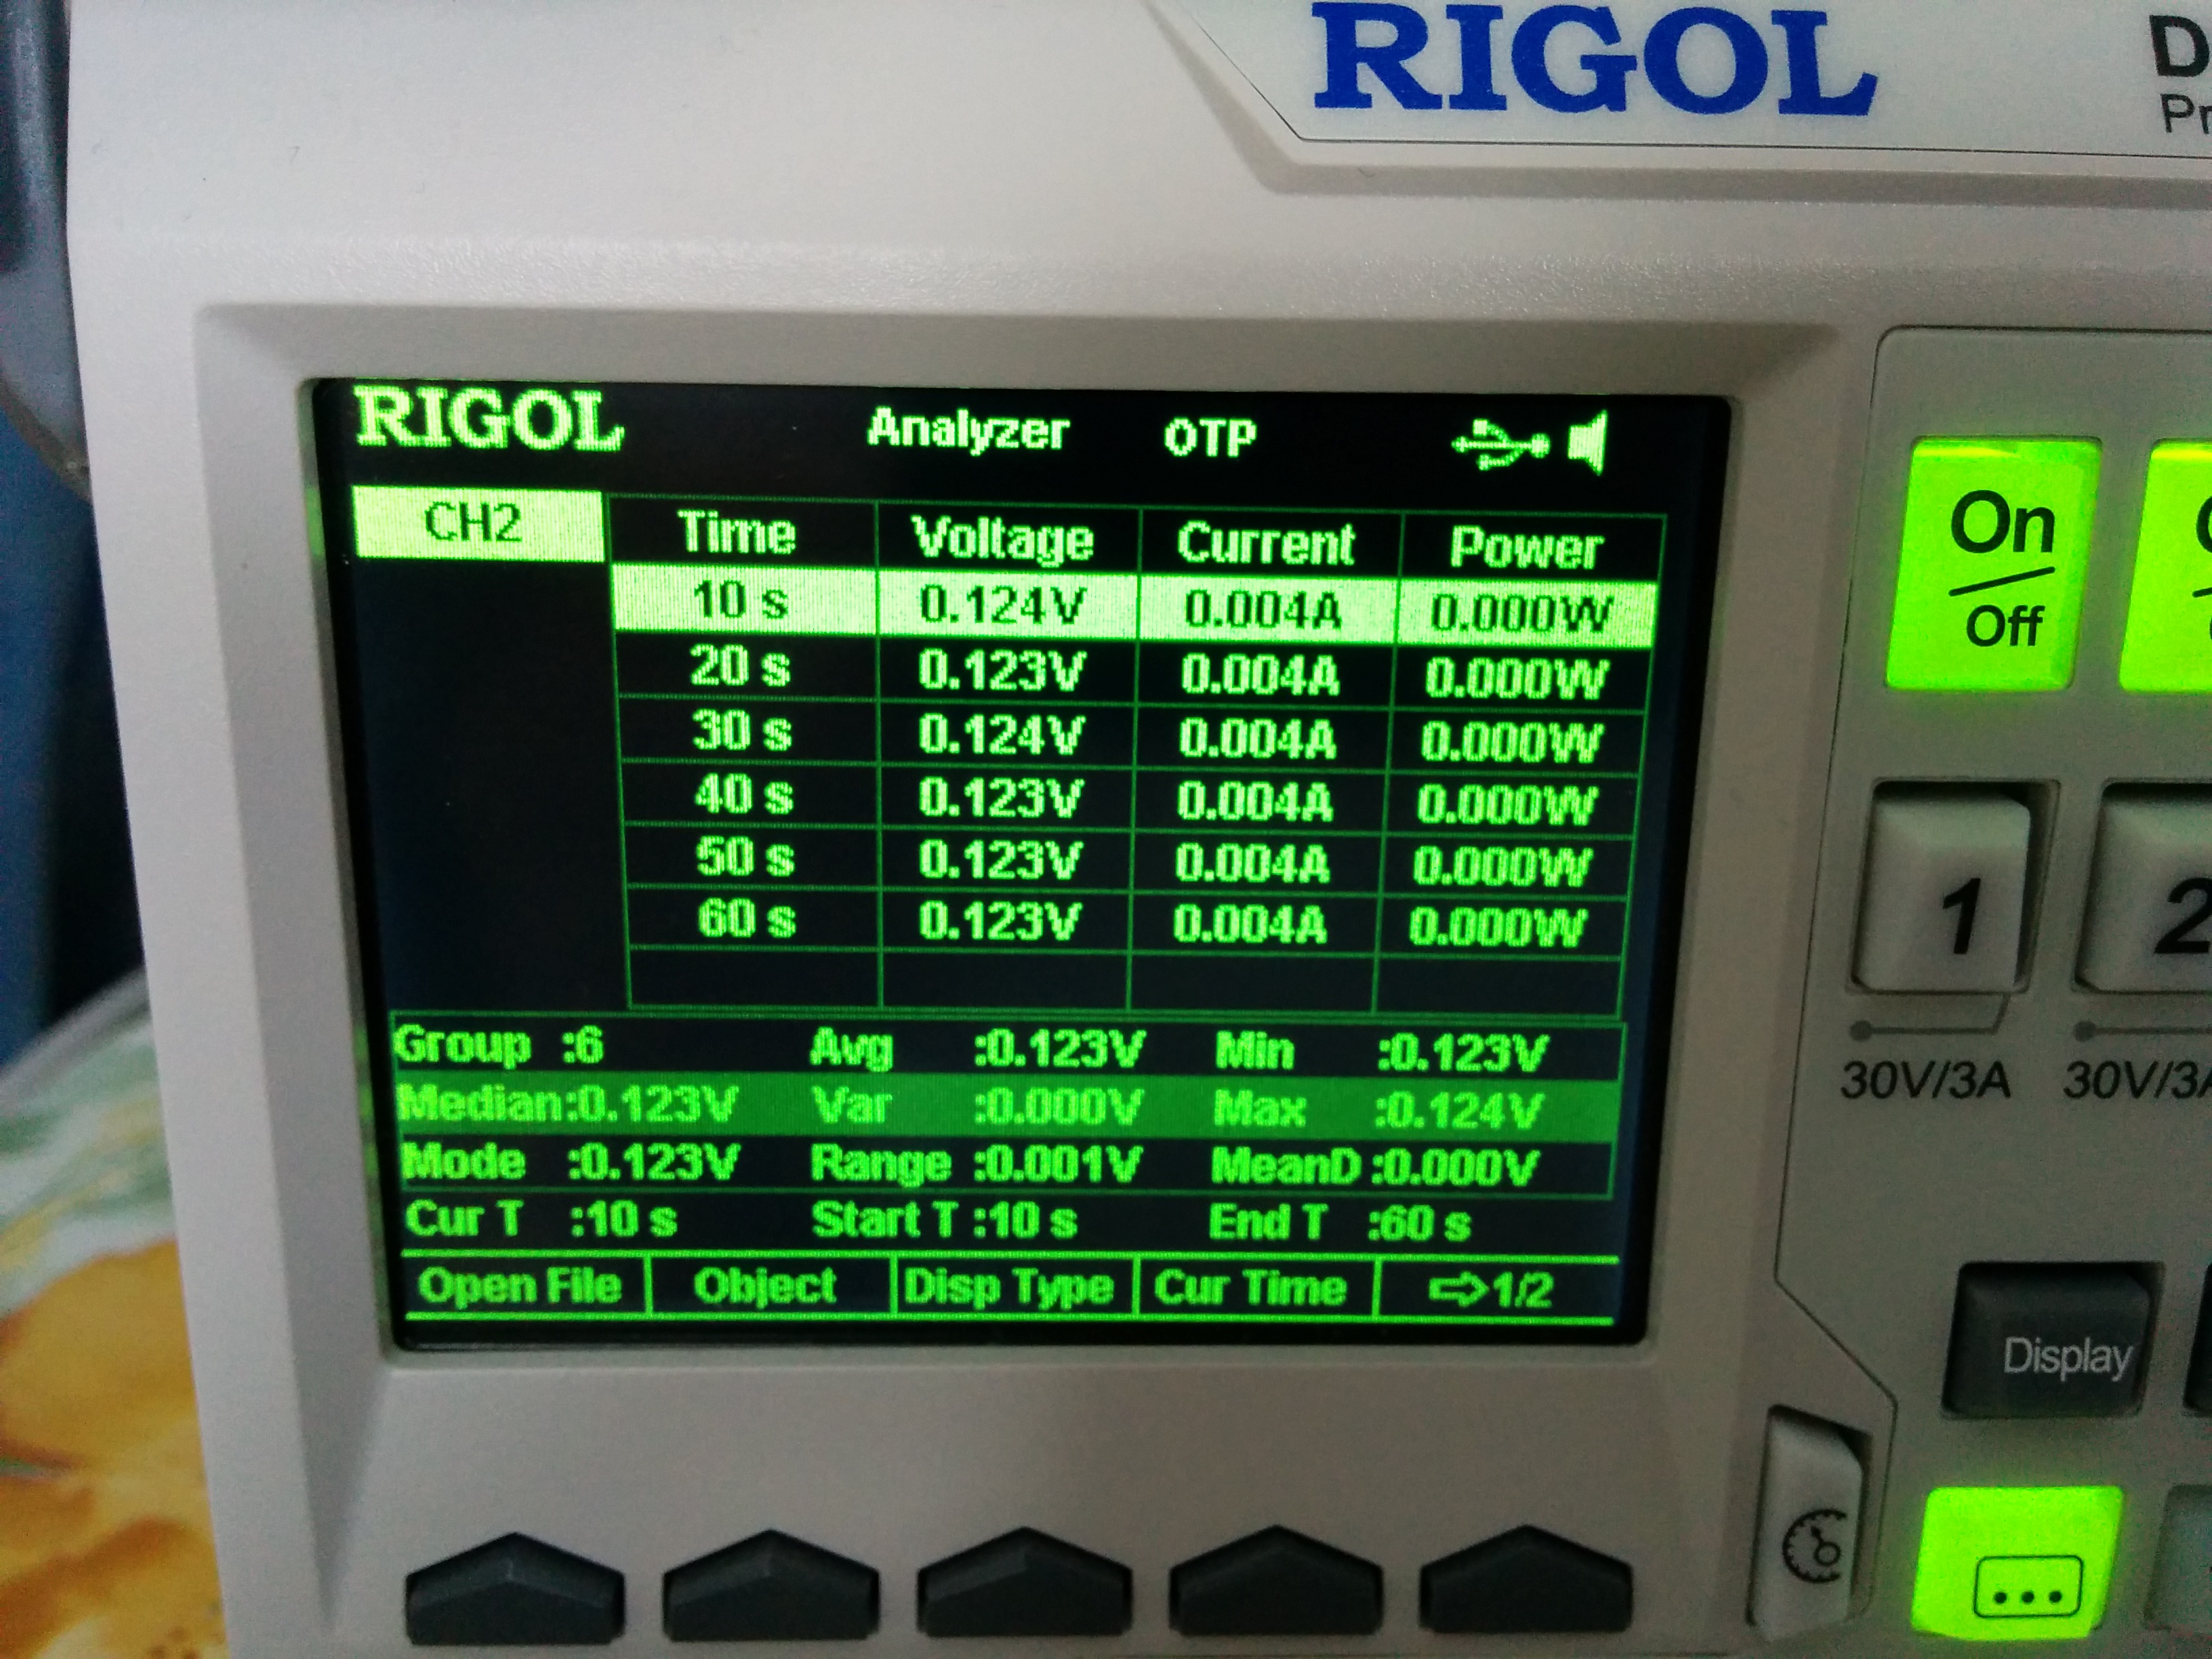 RIGOL
RIGOL Analyzer OTP
CH2 Time Voltage Current Power
10 s 0.124V 0.004A 0.000W
20 s 0.123V 0.004A 0.000W
30 s 0.124V 0.004A 0.000W
40 s 0.123V 0.004A 0.000W
50 s 0.123V 0.004A 0.000W
60 s 0.123V 0.004A 0.000W
Group :6 Avg :0.123V Min :0.123V
Median:0.123V Var :0.000V Max :0.124V
Mode :0.123V Range :0.001V MeanD :0.000V
Cur T :10 s Start T :10 s End T :60 s
Open File Object Disp Type Cur Time ⇨1/2
On
Off
1 2
30V/3A 30V/3
Display